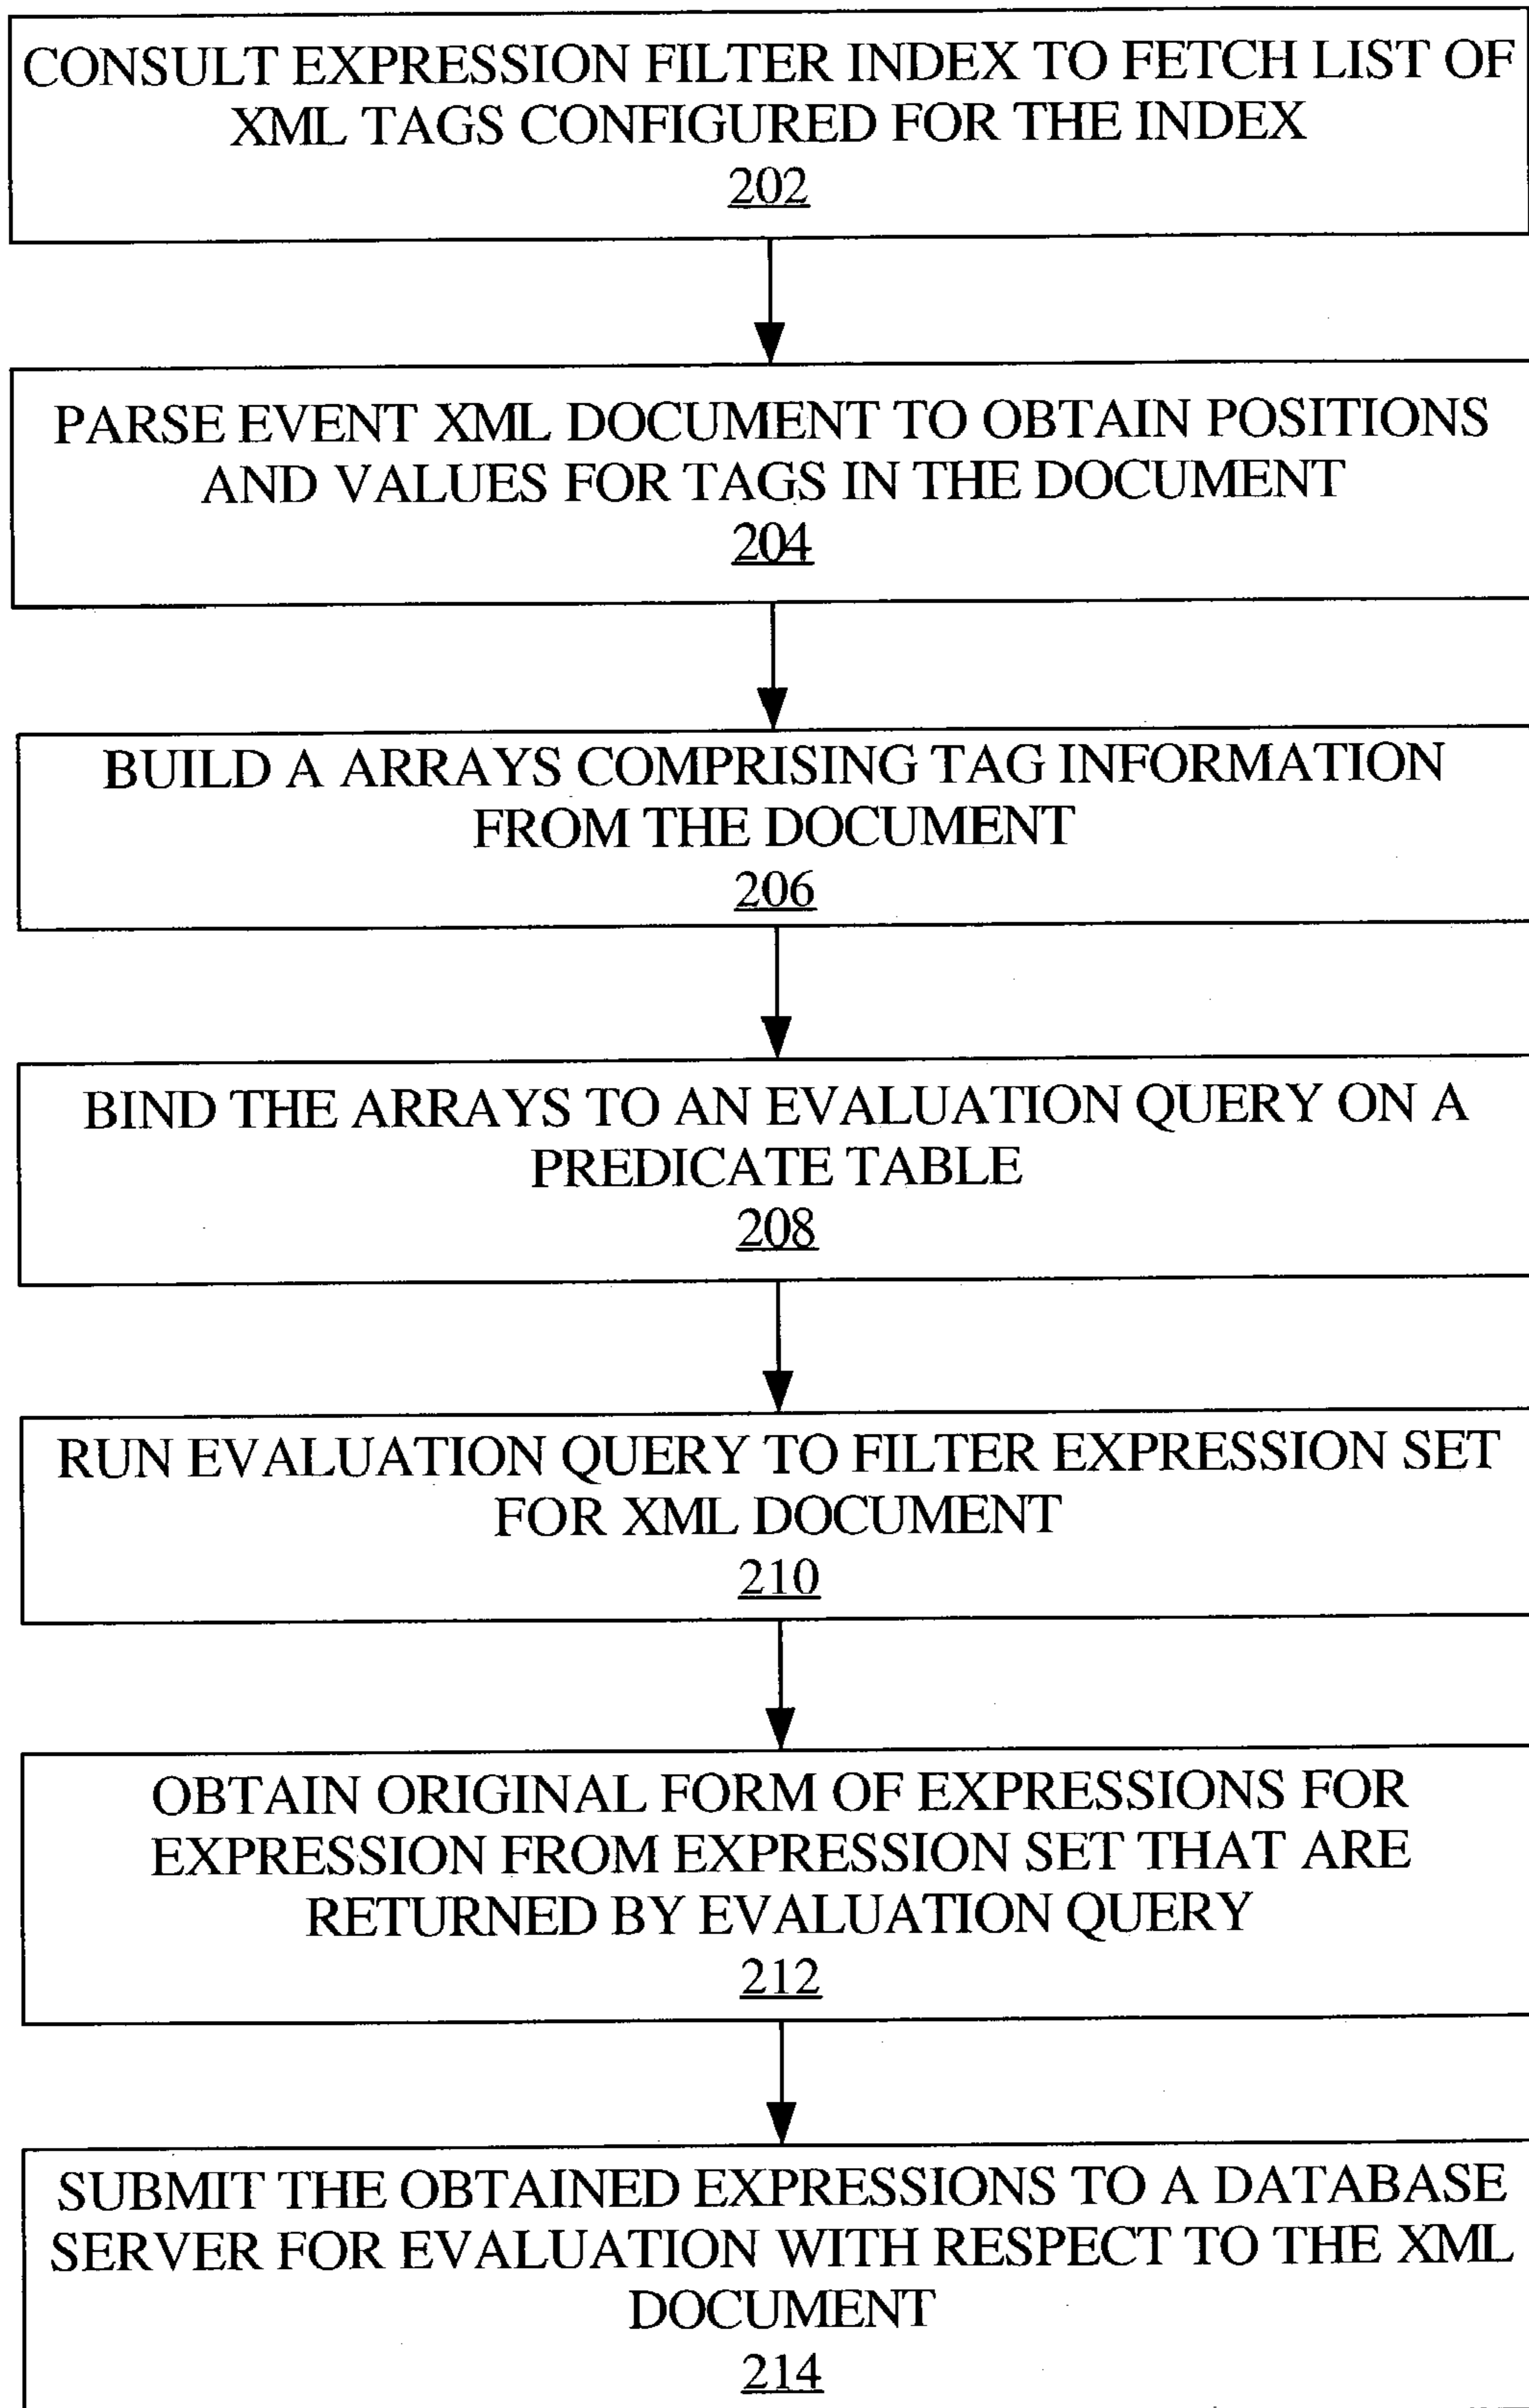 CONSULT EXPRESSION FILTER INDEX TO FETCH LIST OF
XML TAGS CONFIGURED FOR THE INDEX
202
PARSE EVENT XML DOCUMENT TO OBTAIN POSITIONS
AND VALUES FOR TAGS IN THE DOCUMENT
204
BUILD A ARRAYS COMPRISING TAG INFORMATION
FROM THE DOCUMENT
206
BIND THE ARRAYS TO AN EVALUATION QUERY ON A
PREDICATE TABLE
208
RUN EVALUATION QUERY TO FILTER EXPRESSION SET
FOR XML DOCUMENT
210
OBTAIN ORIGINAL FORM OF EXPRESSIONS FOR
EXPRESSION FROM EXPRESSION SET THAT ARE
RETURNED BY EVALUATION QUERY
212
SUBMIT THE OBTAINED EXPRESSIONS TO A DATABASE
SERVER FOR EVALUATION WITH RESPECT TO THE XML
DOCUMENT
214